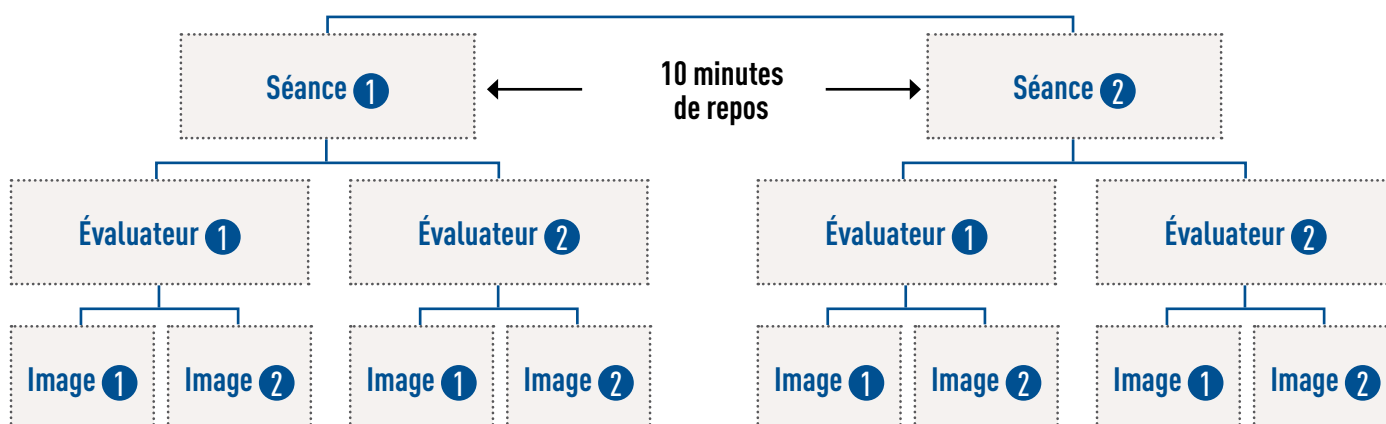 Séance 1
10 minutes
de repos
Séance 2
Évaluateur 1
Évaluateur 2
Évaluateur 1
Évaluateur 2
Image 1
Image 2
Image 1
Image 2
Image 1
Image 2
Image 1
Image 2